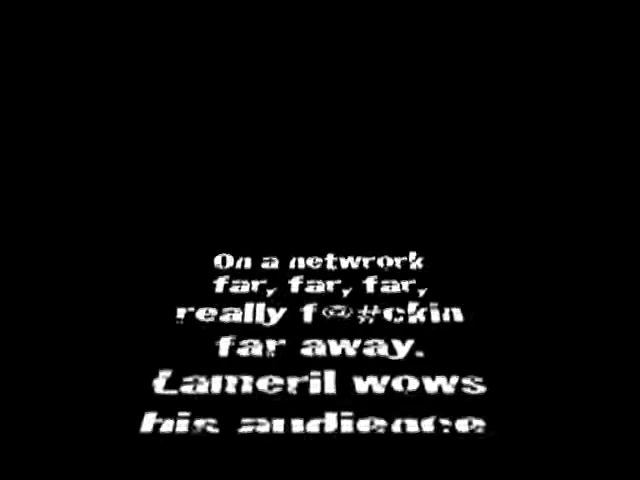 On a netwrork
far, far, far,
really f@#ckin
far away.
Lameril wows
his audience